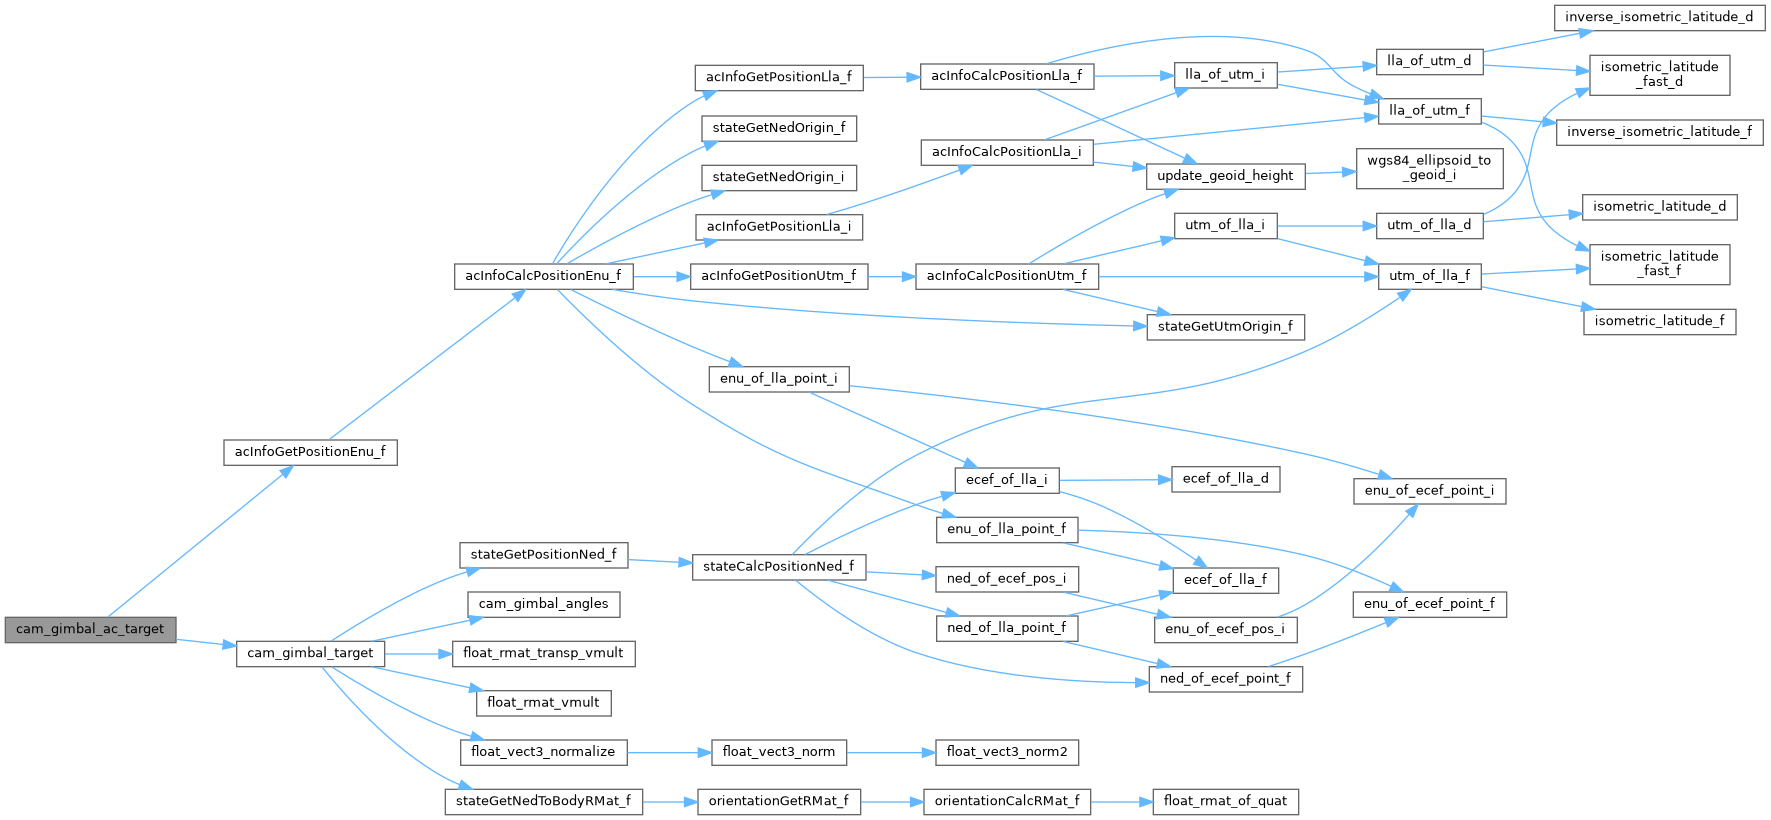 cam_gimbal_ac_target
acInfoGetPositionEnu_f
cam_gimbal_target
acInfoCalcPositionEnu_f
stateGetPositionNed_f
cam_gimbal_angles
float_rmat_transp_vmult
float_rmat_vmult
float_vect3_normalize
stateGetNedToBodyRMat_f
acInfoGetPositionLla_f
stateGetNedOrigin_f
stateGetNedOrigin_i
acInfoGetPositionLla_i
acInfoGetPositionUtm_f
enu_of_lla_point_i
stateCalcPositionNed_f
float_vect3_norm
orientationGetRMat_f
acInfoCalcPositionLla_f
acInfoCalcPositionLla_i
acInfoCalcPositionUtm_f
ecef_of_lla_i
enu_of_lla_point_f
ned_of_ecef_pos_i
ned_of_lla_point_f
float_vect3_norm2
orientationCalcRMat_f
lla_of_utm_i
update_geoid_height
utm_of_lla_i
stateGetUtmOrigin_f
ecef_of_lla_d
ecef_of_lla_f
enu_of_ecef_pos_i
ned_of_ecef_point_f
float_rmat_of_quat
lla_of_utm_d
lla_of_utm_f
wgs84_ellipsoid_to
_geoid_i
utm_of_lla_d
utm_of_lla_f
enu_of_ecef_point_i
enu_of_ecef_point_f
inverse_isometric_latitude_d
isometric_latitude
_fast_d
inverse_isometric_latitude_f
isometric_latitude_d
isometric_latitude
_fast_f
isometric_latitude_f